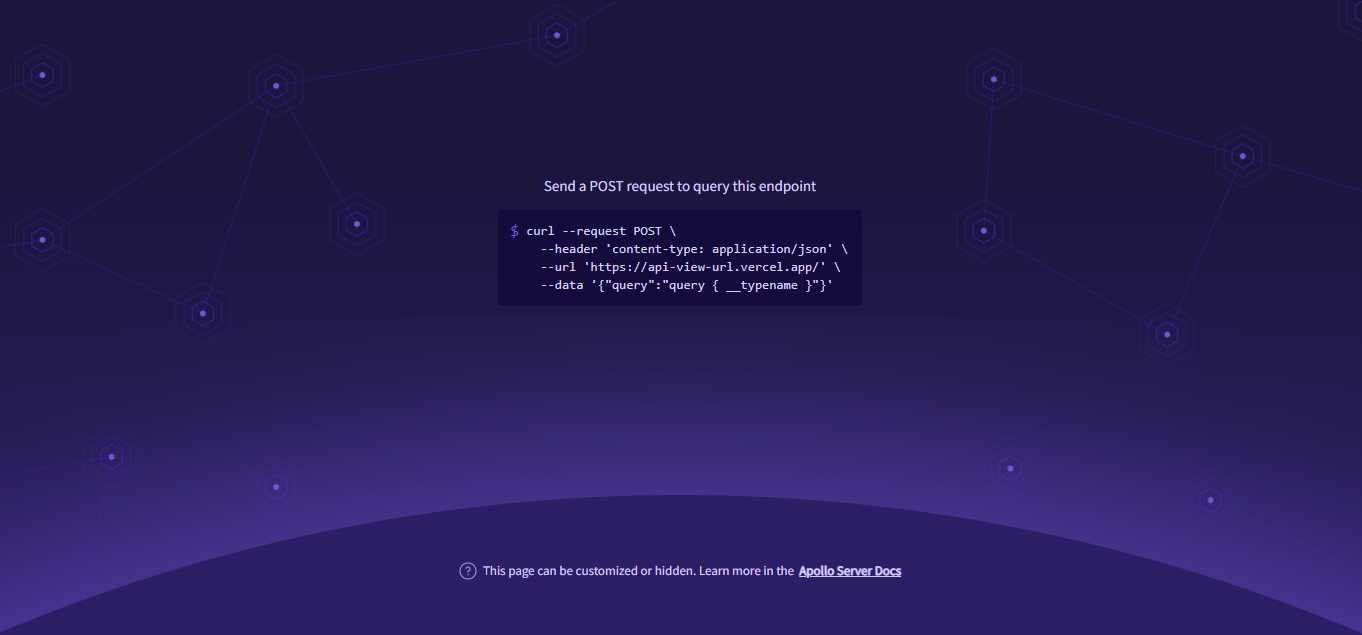 Send a POST request to query this endpoint
$ curl --request POST \
--header 'content-type: application/json' \
--url 'https://api-view-url.vercel.app/' \
--data '{"query":"query { __typename }"}'
This page can be customized or hidden. Learn more in the Apollo Server Docs